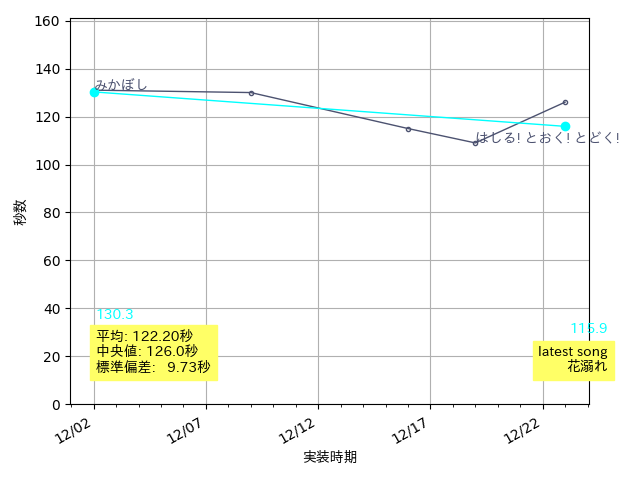 160
140
120
100
80
60
40
20
0
秒数
みかぼし
はしる! とおく! とどく!
130.3
平均: 122.20秒
中央値: 126.0秒
標準偏差: 9.73秒
115.9
latest song
花溺れ
12/02
12/07
12/12
12/17
12/22
実装時期